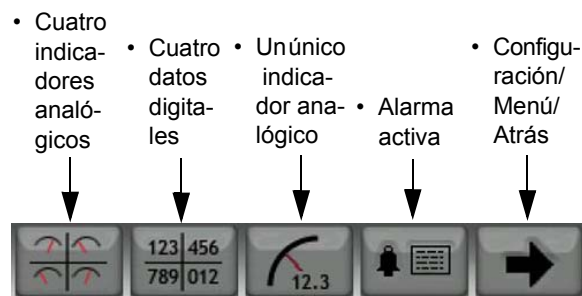 • Cuatro
indica-
dores
analó-
gicos
• Cuatro
datos
digita-
les
• Un único
indica-
dor ana-
lógico
• Alarma
activa
• Configu-
ración/
Menú/
Atrás
123 456
789 012
12.3